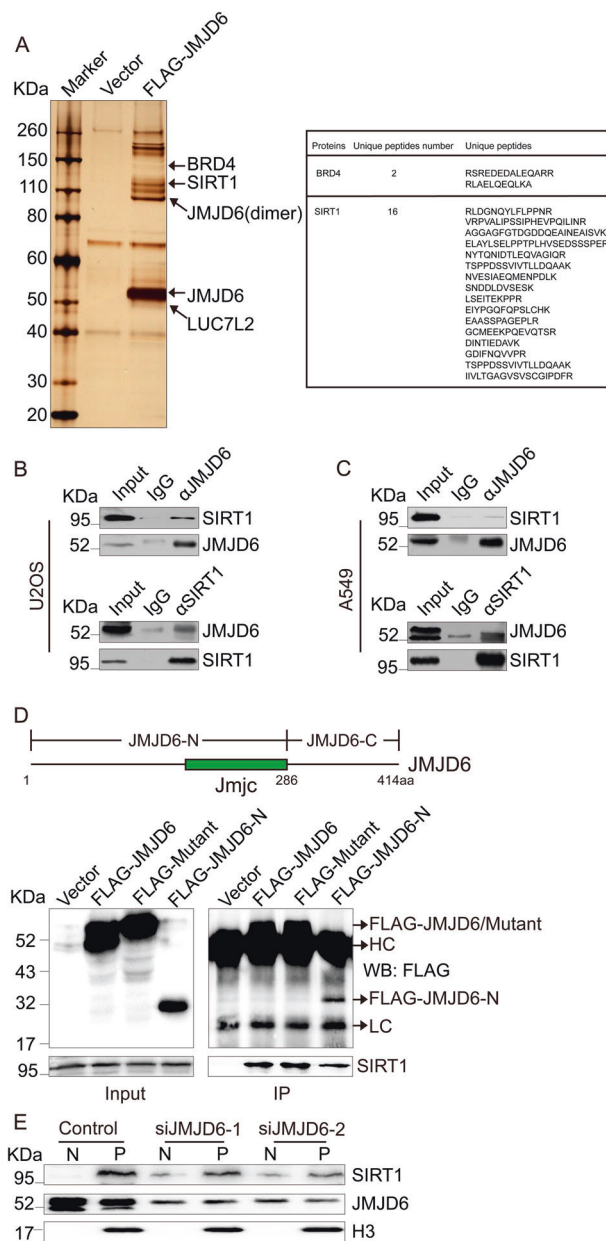 A
KDa
Marker
Vector
FLAG-JMJD6
260
150
110
80
60
50
40
30
20
BRD4
SIRT1
JMJD6(dimer)
JMJD6
LUC7L2
Proteins Unique peptides number Unique peptides
BRD4 2 RSREDEDALEQARR
RLAELQEQLKA
SIRT1 16 RLDGNQYLFLPPNR
VRPVALIPSSIPHEVPQILINR
AGGAGFGTDGDDQEAINEAISVK
ELAYLSELPPTPLHVSEDSSSPER
NYTQNIDTLEQVAGIQR
TSPPDSSVIVTLLDQAAK
NVESIAEQMENPDLK
SNDDLDVSESK
LSEITEKPPR
EIYPGQFQPSLCHK
EAASSPAGEPLR
GCMEEKPQEVQTSR
DINTIEDAVK
GDIFNQVVPR
TSPPDSSVIVTLLDQAAK
IIVLTGAGVSVSCGIPDFR
B
U2OS
KDa
Input
IgG
αJMJD6
95
SIRT1
52
JMJD6
KDa
Input
IgG
αSIRT1
52
JMJD6
95
SIRT1
C
A549
KDa
Input
IgG
αJMJD6
95
SIRT1
52
JMJD6
KDa
Input
IgG
αSIRT1
52
JMJD6
95
SIRT1
D
JMJD6-N JMJD6-C
JMJD6
1 Jmjc 286 414aa
KDa
Vector
FLAG-JMJD6
FLAG-Mutant
FLAG-JMJD6-N
52
43
32
17
95
Input
Vector
FLAG-JMJD6
FLAG-Mutant
FLAG-JMJD6-N
FLAG-JMJD6/Mutant
HC
WB: FLAG
FLAG-JMJD6-N
LC
SIRT1
IP
E
Control siJMJD6-1 siJMJD6-2
KDa N P N P N P
95 SIRT1
52 JMJD6
17 H3